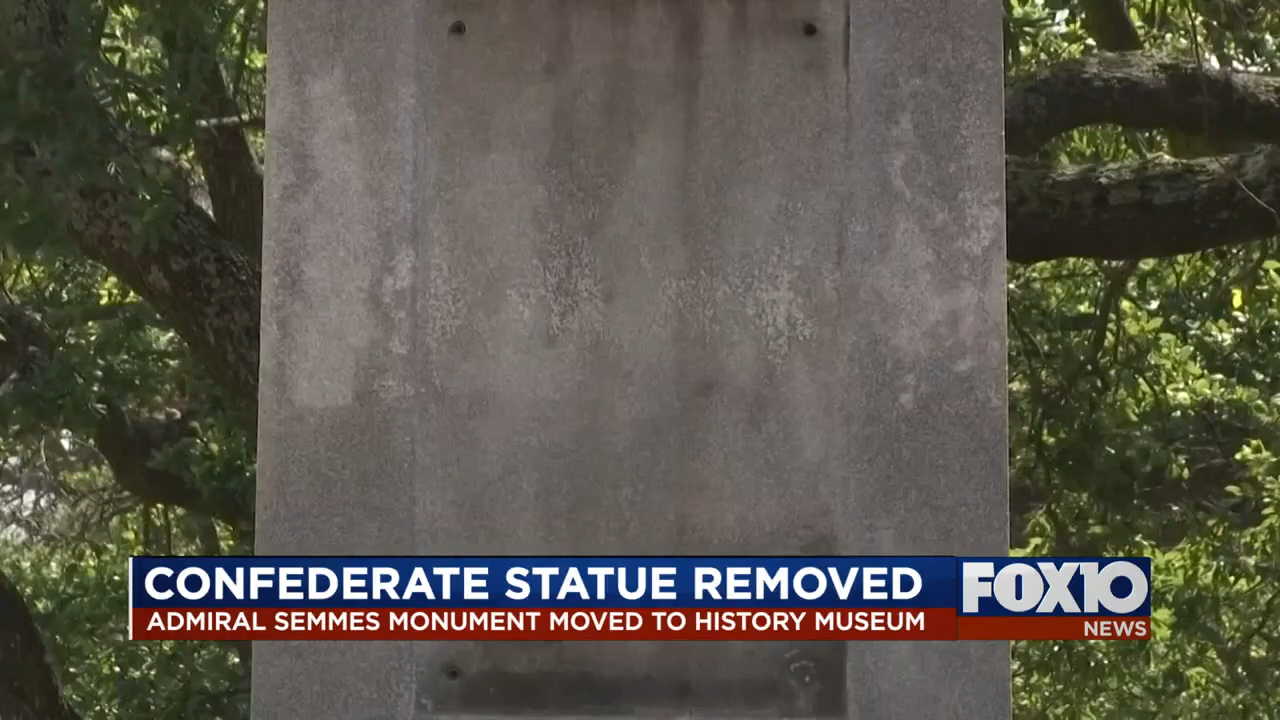 CONFEDERATE STATUE REMOVED
ADMIRAL SEMMES MONUMENT MOVED TO HISTORY MUSEUM
FOX10
NEWS